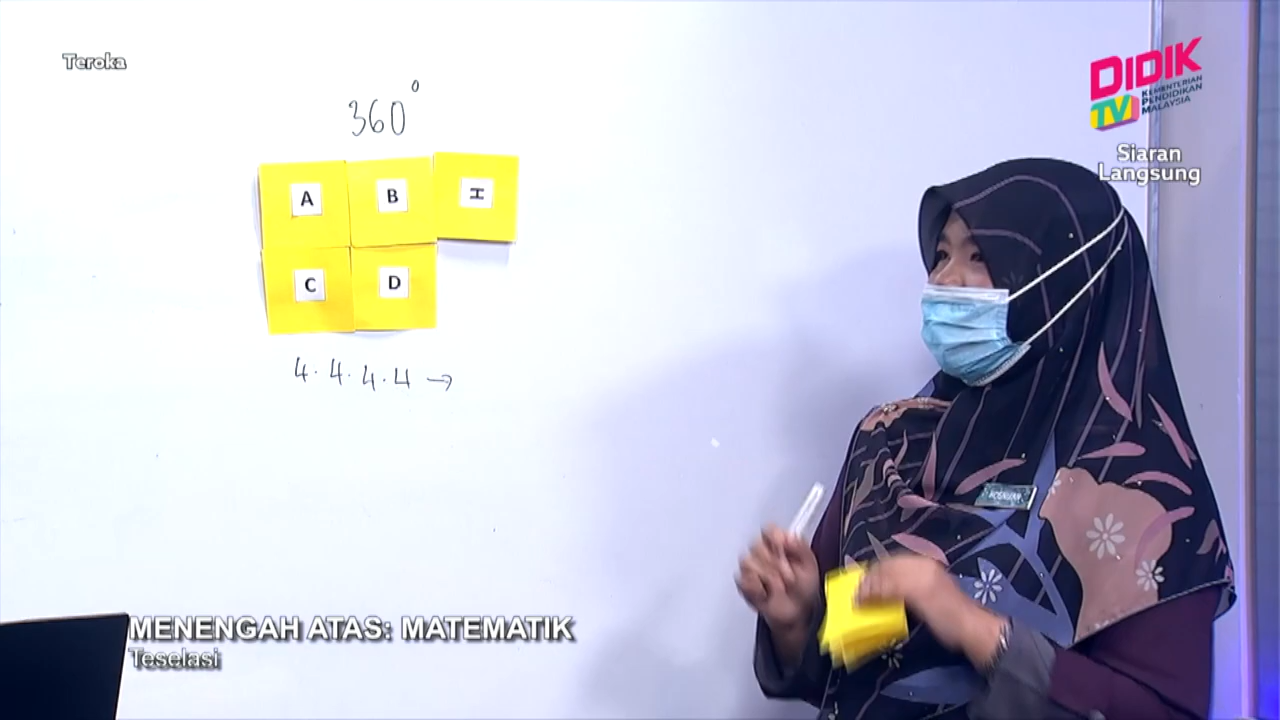 Teroka
DIDIK
TV
KEMENTERIAN
PENDIDIKAN
MALAYSIA
Siaran
Langsung
360°
A B H
C D
4.4.4.4 →
MENENGAH ATAS: MATEMATIK
Teselasi